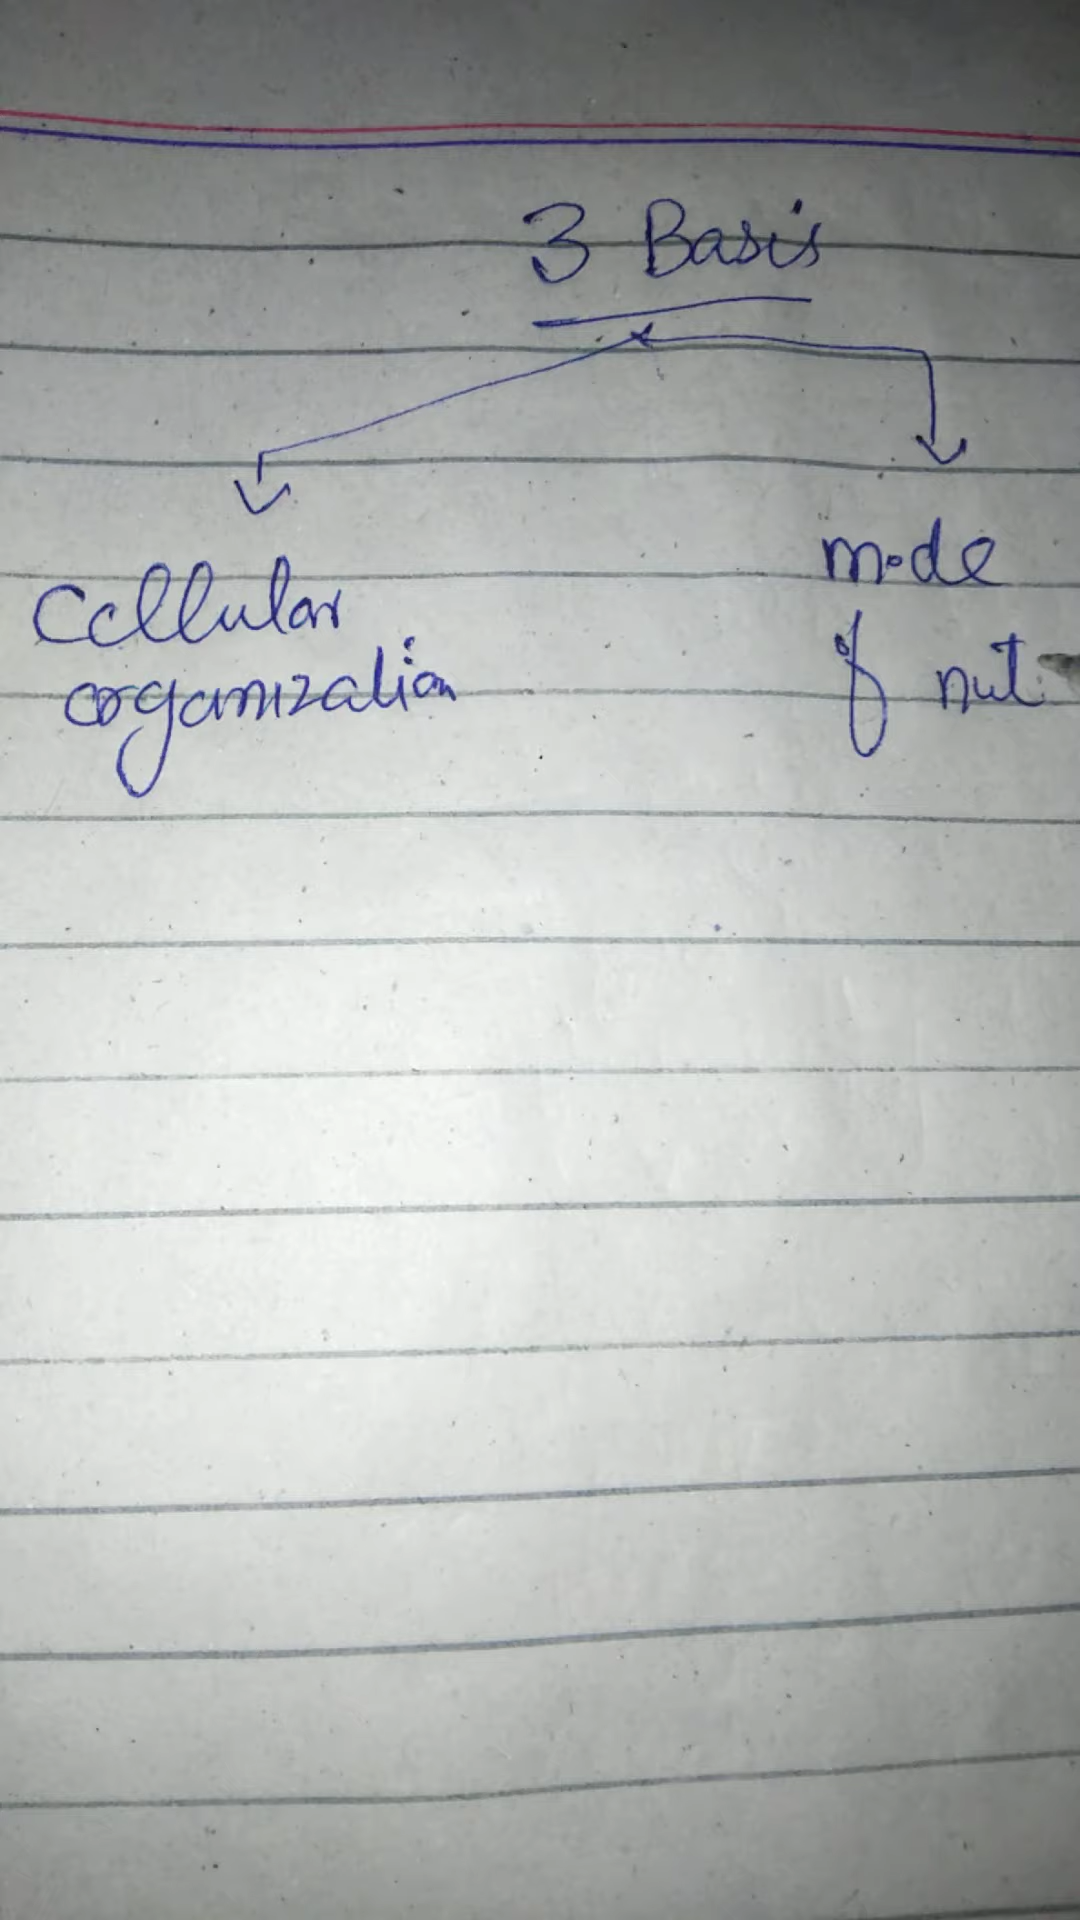 3 Basis
Cellular
organization
mode
of nut.